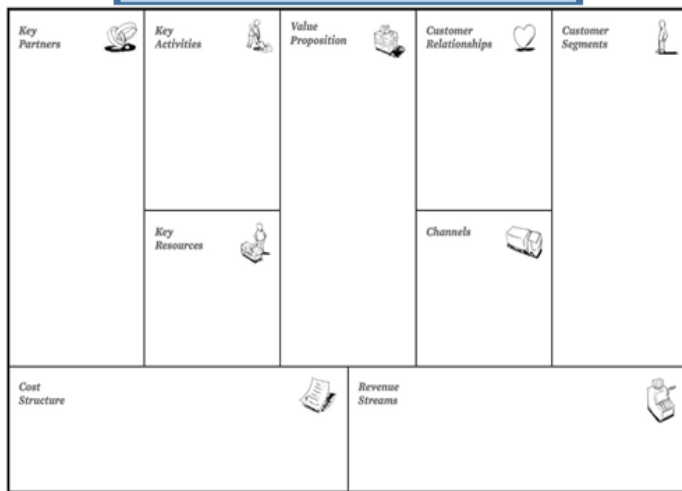 Key
Partners
Key
Activities
Value
Proposition
Customer
Relationships
Customer
Segments
Key
Resources
Channels
Cost
Structure
Revenue
Streams